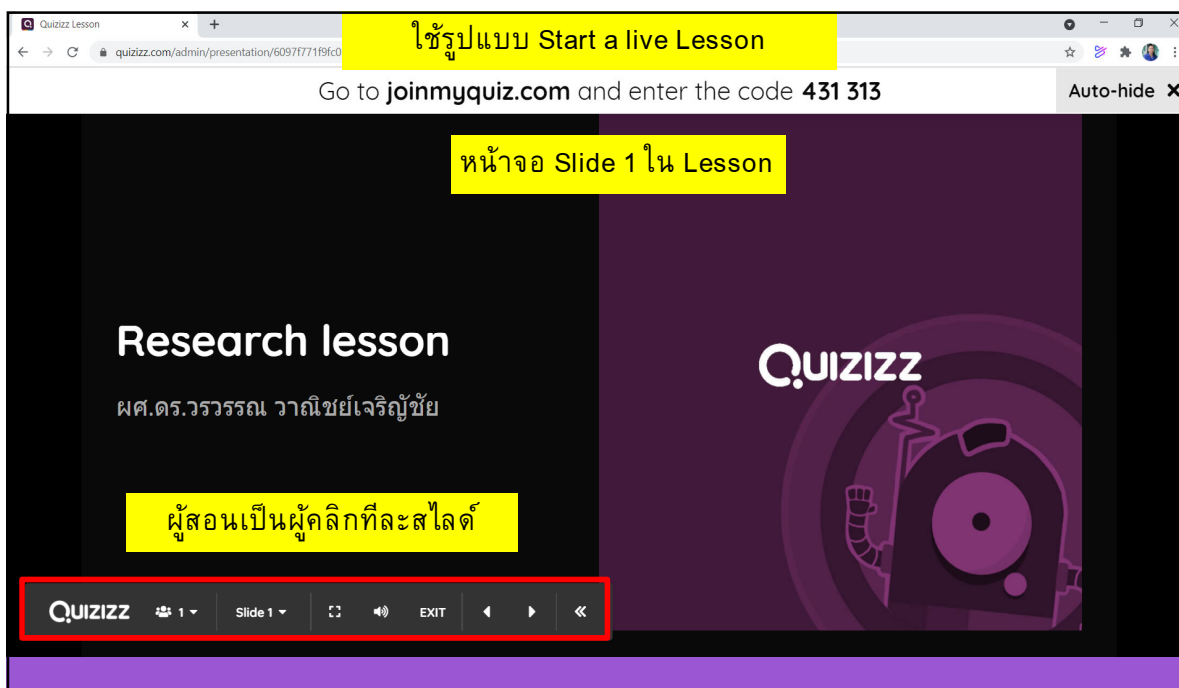 Quizizz Lesson
ใช้รูปแบบ Start a live Lesson
quizizz.com/admin/presentation/6097f771f9fc0
Go to joinmyquiz.com and enter the code 431 313
Auto-hide
หน้าจอ Slide 1 ใน Lesson
Research lesson
QUIZIZZ
ผศ.ดร.วรวรรณ วาณิชย์เจริญชัย
ผู้สอนเป็นผู้คลิกทีละสไลด์
QUIZIZZ 1 Slide 1 EXIT